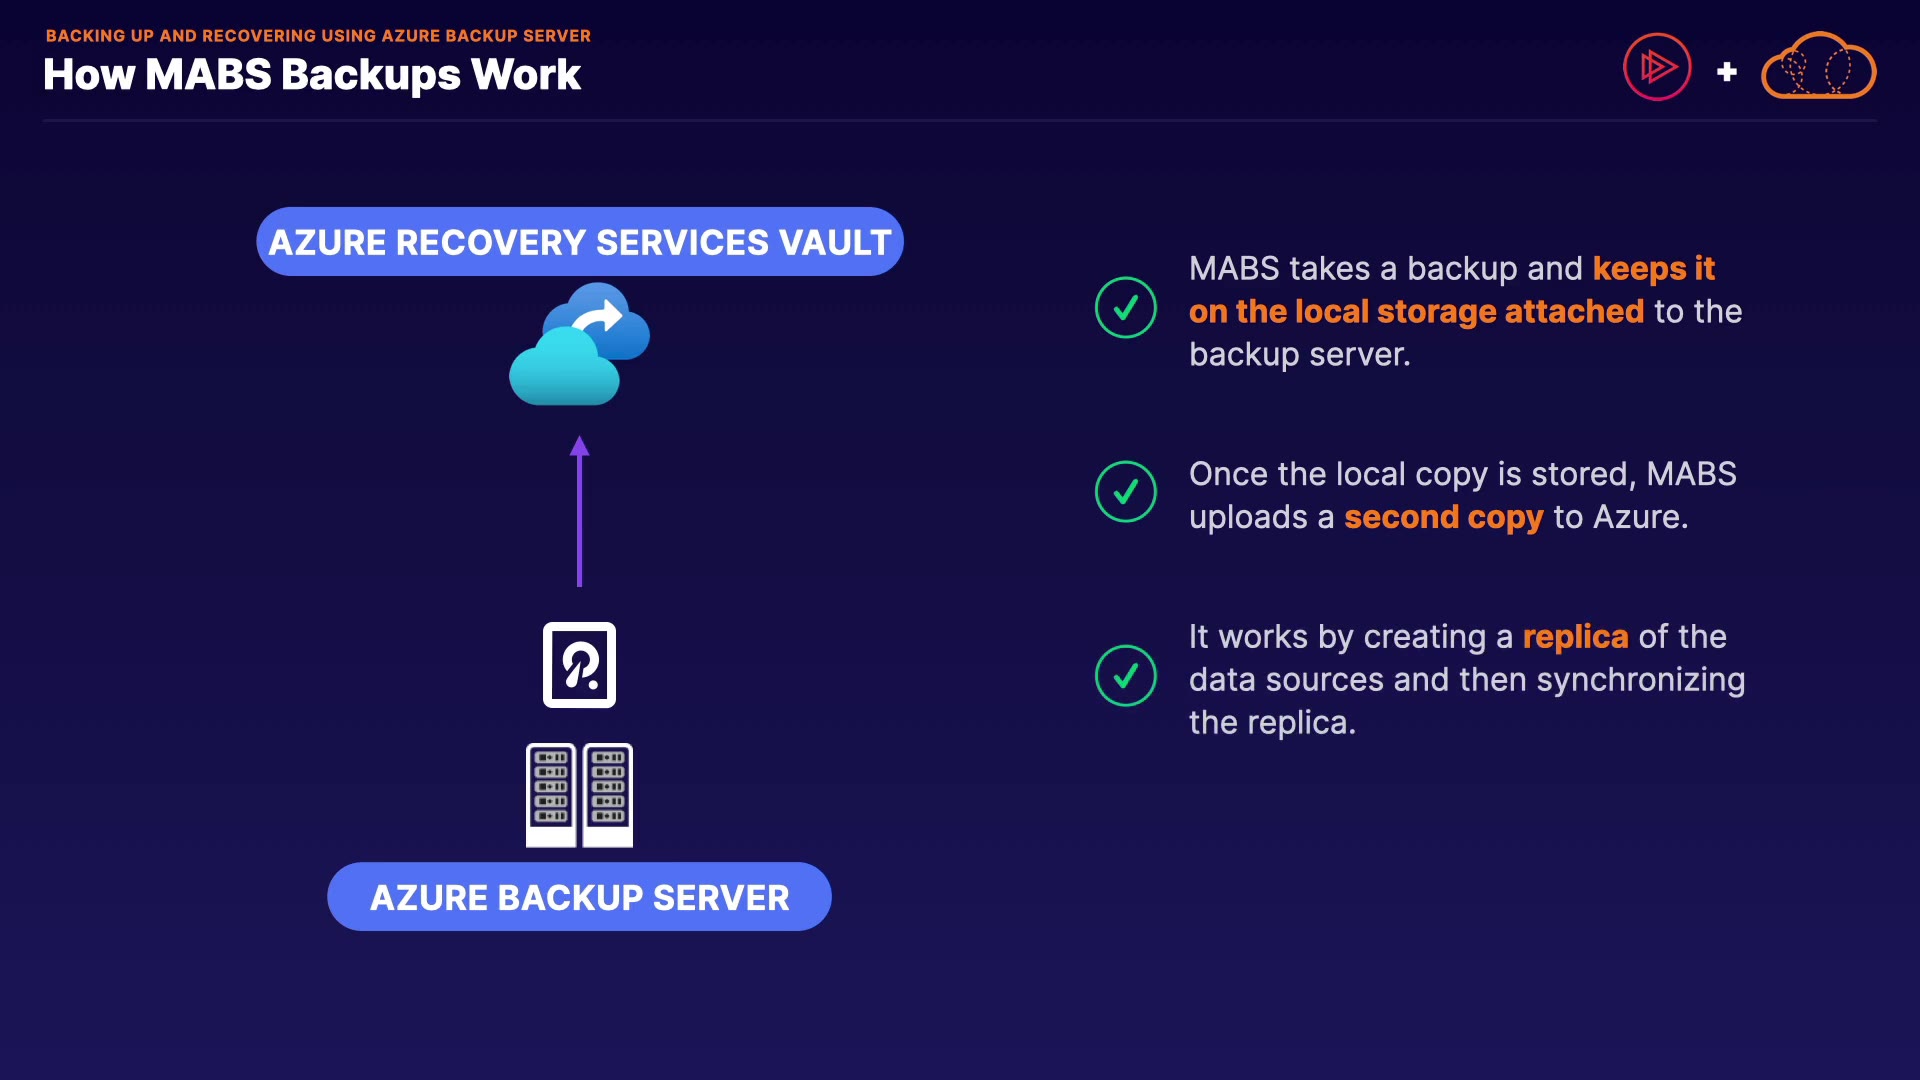 BACKING UP AND RECOVERING USING AZURE BACKUP SERVER
How MABS Backups Work
+
AZURE RECOVERY SERVICES VAULT
AZURE BACKUP SERVER
MABS takes a backup and keeps it
on the local storage attached to the
backup server.
Once the local copy is stored, MABS
uploads a second copy to Azure.
It works by creating a replica of the
data sources and then synchronizing
the replica.